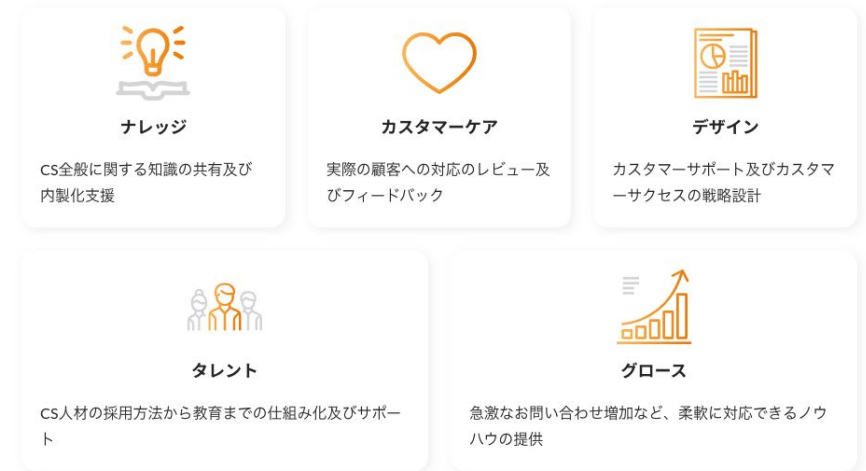 ナレッジ
CS全般に関する知識の共有及び
内製化支援
カスタマーケア
実際の顧客への対応のレビュー及
びフィードバック
デザイン
カスタマーサポート及びカスタマ
ーサクセスの戦略設計
タレント
CS人材の採用方法から教育までの仕組み化及びサポー
ト
グロース
急激なお問い合わせ増加など、柔軟に対応できるノウ
ハウの提供